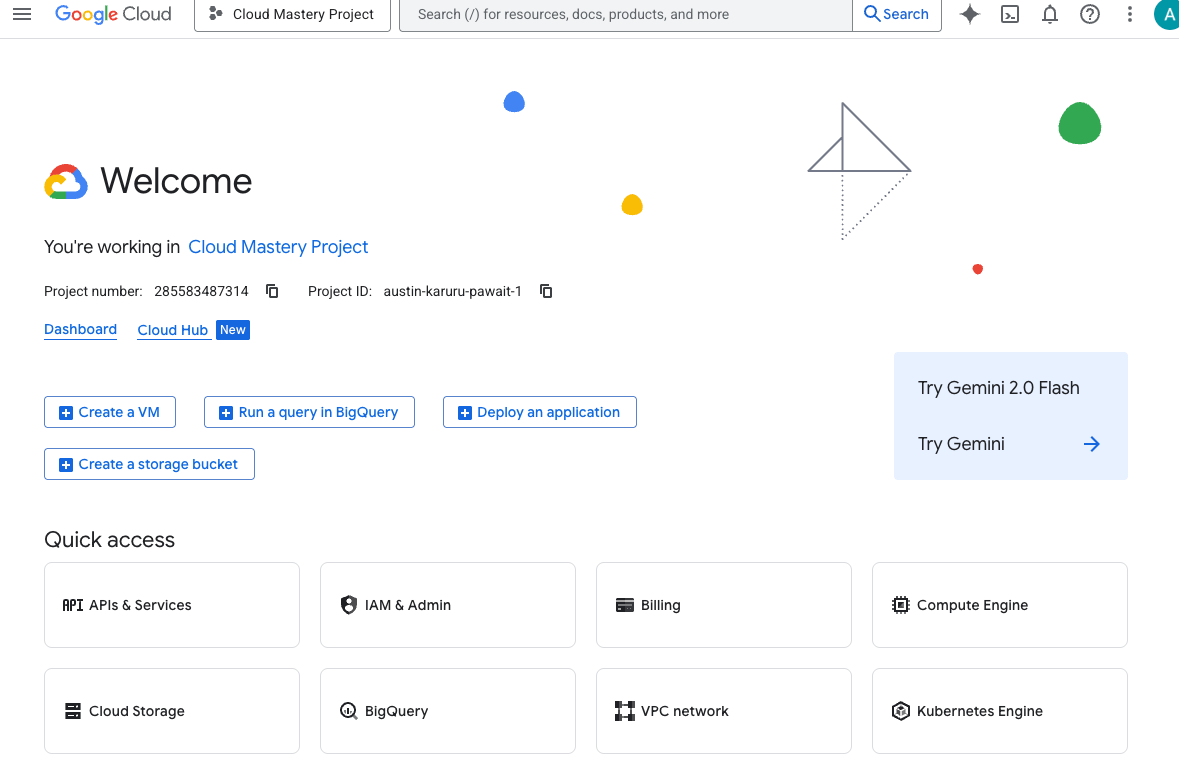 Google Cloud
Cloud Mastery Project
Search (/) for resources, docs, products, and more
Search
A
Welcome
You're working in Cloud Mastery Project
Project number: 285583487314 Project ID: austin-karuru-pawait-1
Dashboard Cloud Hub New
Create a VM
Run a query in BigQuery
Deploy an application
Create a storage bucket
Try Gemini 2.0 Flash
Try Gemini
Quick access
API APIs & Services
IAM & Admin
Billing
Compute Engine
Cloud Storage
BigQuery
VPC network
Kubernetes Engine